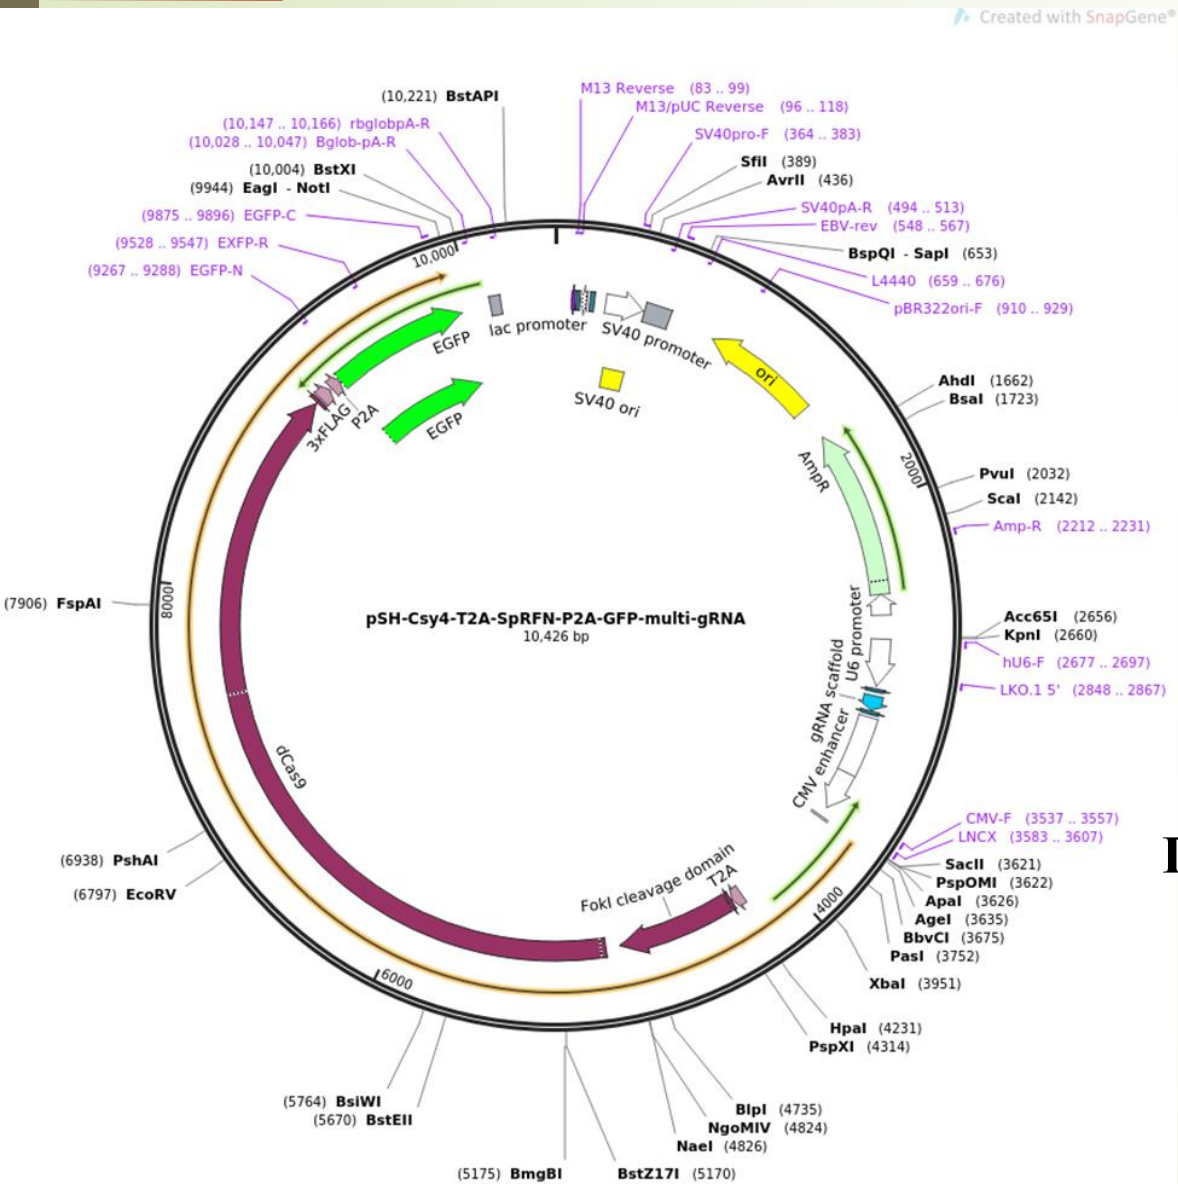 Created with SnapGene®
(10,221) BstAPI
(10,147 .. 10,166) rbglobpA-R
(10,028 .. 10,047) Bglob-pA-R
(10,004) BstXI
(9944) EagI - NotI
(9875 .. 9896) EGFP-C
(9528 .. 9547) EXFP-R
(9267 .. 9288) EGFP-N
M13 Reverse (83 .. 99)
M13/pUC Reverse (96 .. 118)
SV40pro-F (364 .. 383)
SfiI (389)
AvrII (436)
SV40pA-R (494 .. 513)
EBV-rev (548 .. 567)
BspQI - SapI (653)
L4440 (659 .. 676)
pBR322ori-F (910 .. 929)
AhdI (1662)
BsaI (1723)
PvuI (2032)
ScaI (2142)
Amp-R (2212 .. 2231)
Acc65I (2656)
KpnI (2660)
hU6-F (2677 .. 2697)
LKO.1 5' (2848 .. 2867)
CMV-F (3537 .. 3557)
LNCX (3583 .. 3607)
SacII (3621)
PspOMI (3622)
ApaI (3626)
AgeI (3635)
BbvCI (3675)
PasI (3752)
XbaI (3951)
HpaI (4231)
PspXI (4314)
BlpI (4735)
NgoMIV (4824)
NaeI (4826)
BstZ17I (5170)
(5175) BmgBI
(5670) BstEII
(5764) BsiWI
(6797) EcoRV
(6938) PshAI
(7906) FspAI
10,000
2000
4000
6000
8000
lac promoter
SV40 promoter
SV40 ori
ori
AmpR
U6 promoter
gRNA scaffold
CMV enhancer
T2A
FokI cleavage domain
dCas9
3xFLAG
P2A
EGFP
EGFP
pSH-Csy4-T2A-SpRFN-P2A-GFP-multi-gRNA
10,426 bp
I